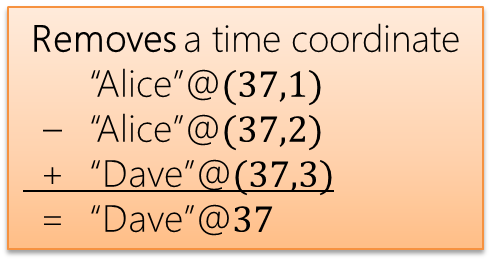 Removes a time coordinate
“Alice”@(37,1)
− “Alice”@(37,2)
+ “Dave”@(37,3)
= “Dave”@37